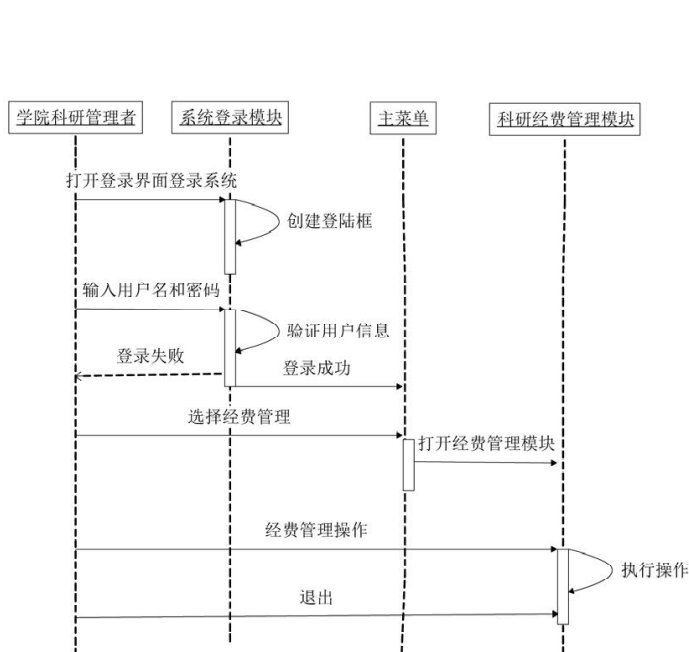 学院科研管理者
系统登录模块
主菜单
科研经费管理模块
打开登录界面登录系统
创建登陆框
输入用户名和密码
验证用户信息
登录失败
登录成功
选择经费管理
打开经费管理模块
经费管理操作
执行操作
退出